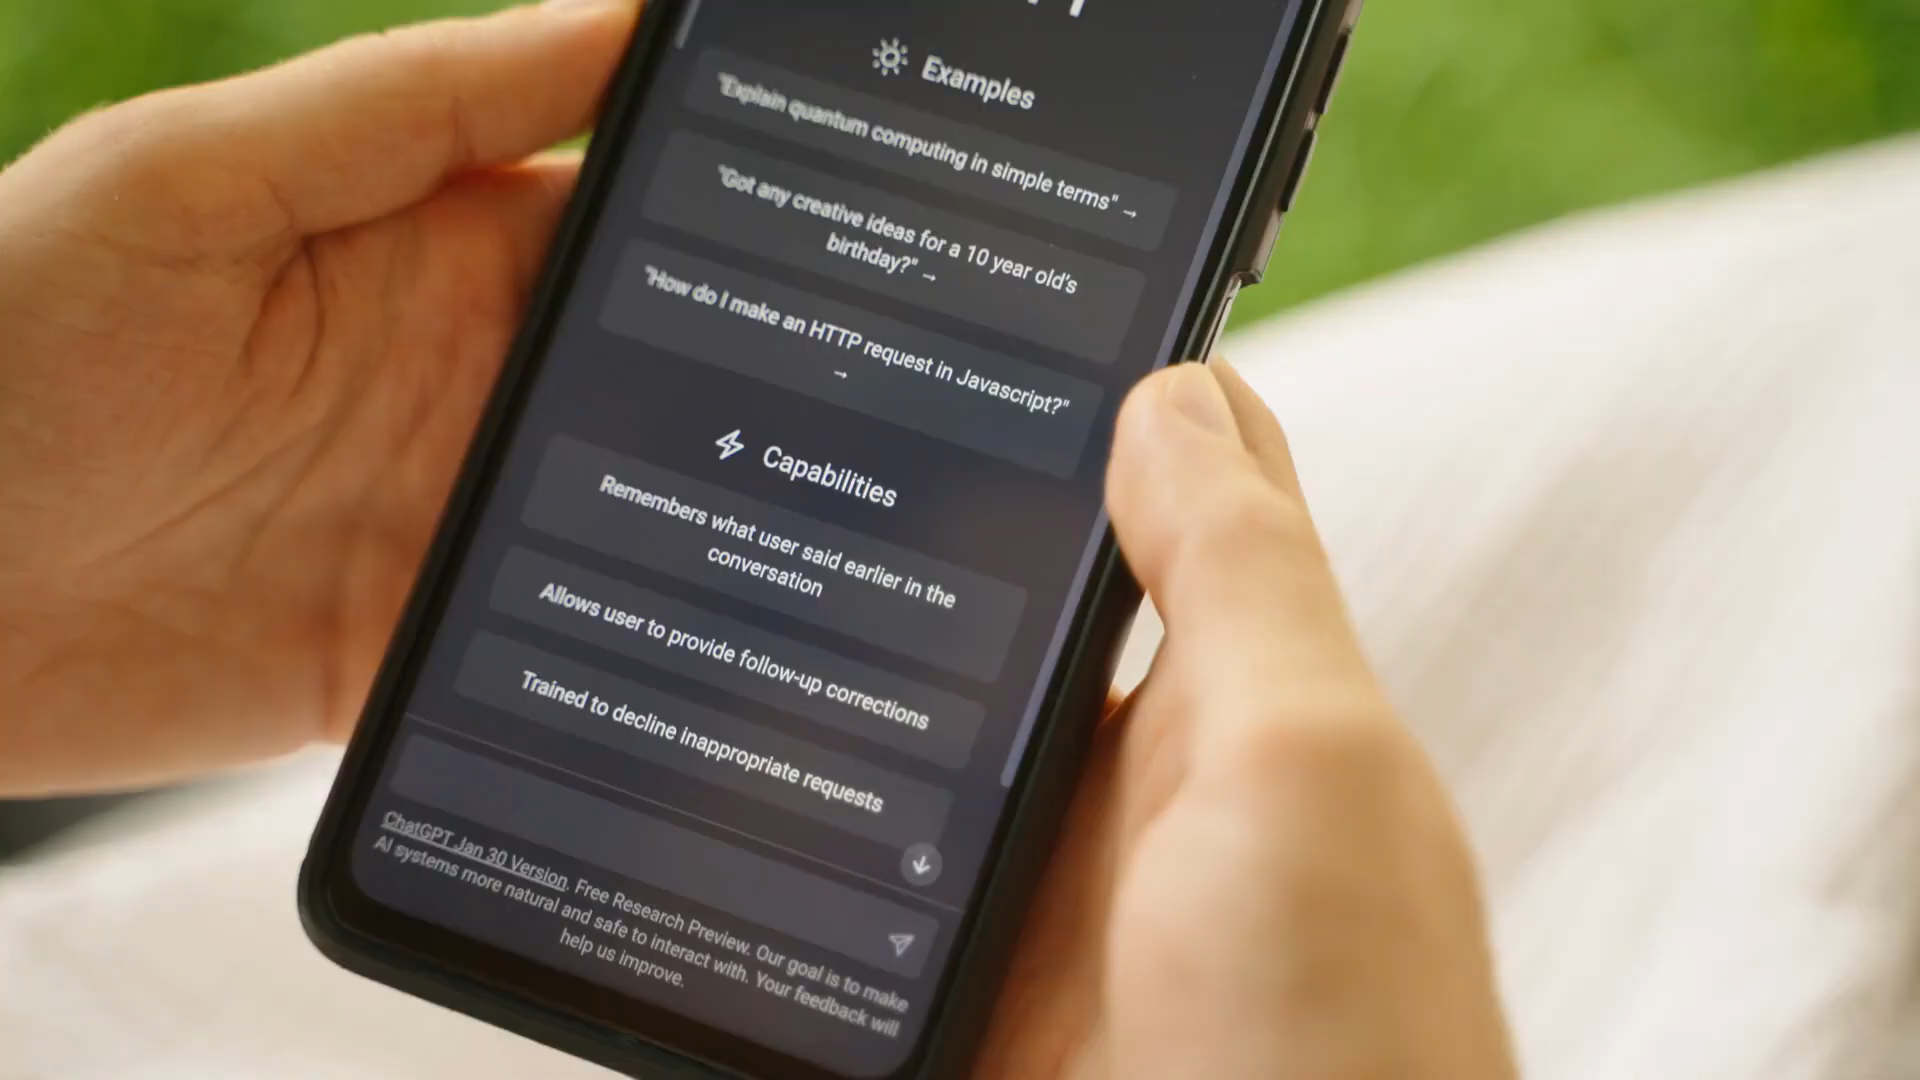 Examples
"Explain quantum computing in simple terms" →
"Got any creative ideas for a 10 year old's
birthday?" →
"How do I make an HTTP request in Javascript?"
→
Capabilities
Remembers what user said earlier in the
conversation
Allows user to provide follow-up corrections
Trained to decline inappropriate requests
ChatGPT Jan 30 Version. Free Research Preview. Our goal is to make
AI systems more natural and safe to interact with. Your feedback will
help us improve.